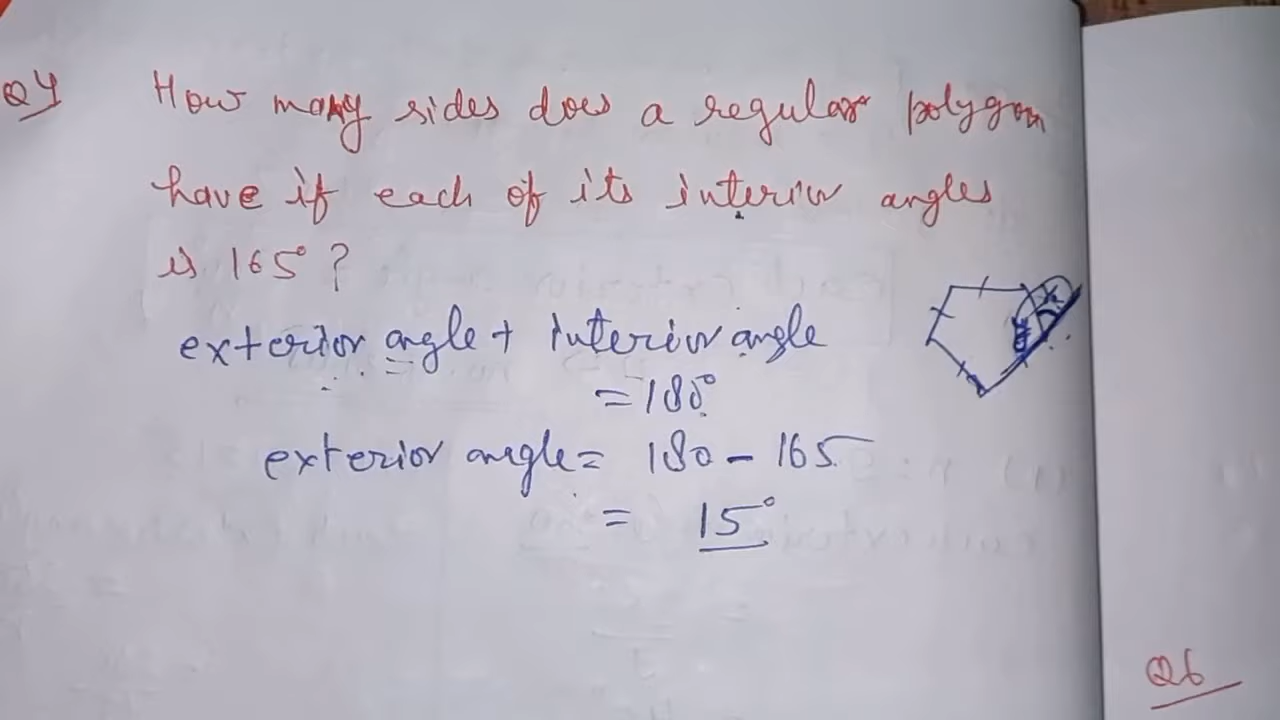 Q4 How many sides does a regular polygon
have if each of its interior angles
is 165° ?
exterior angle + interior angle
= 180°
exterior angle = 180 - 165
= 15°
Q6